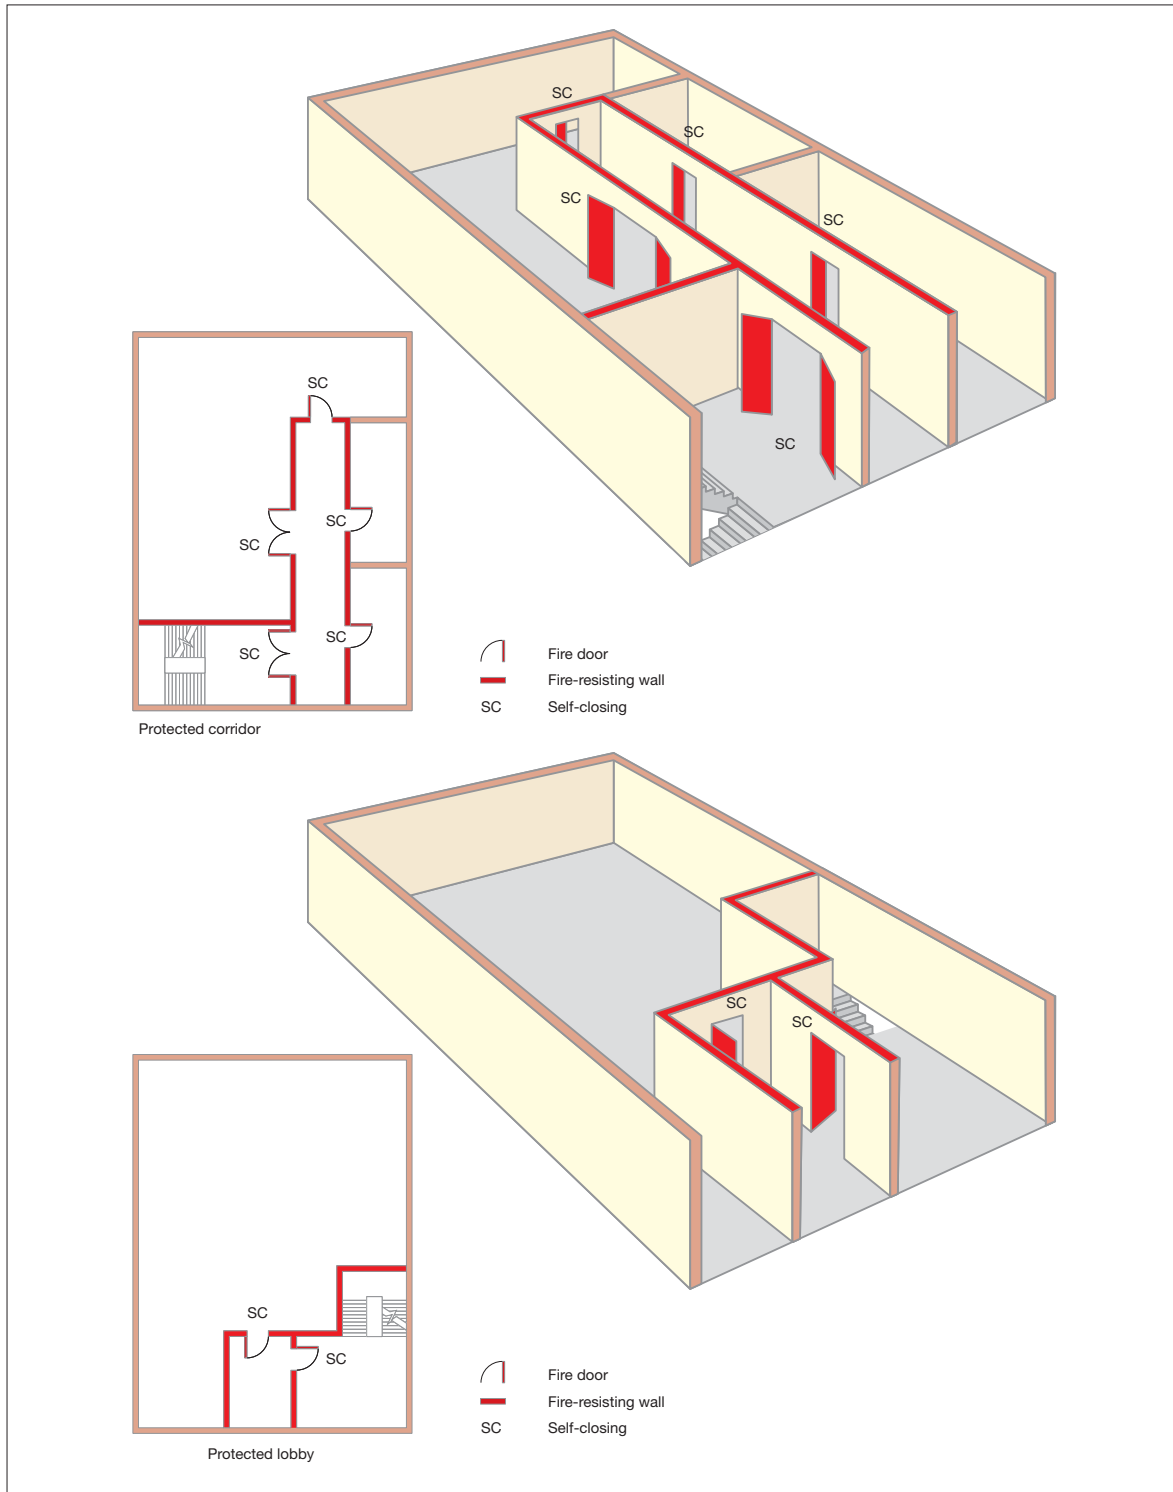 SC
SC
SC
SC
SC
SC
SC
SC
SC
SC
Fire door
Fire-resisting wall
SC Self-closing
Protected corridor
SC
SC
SC
SC
Fire door
Fire-resisting wall
SC Self-closing
Protected lobby